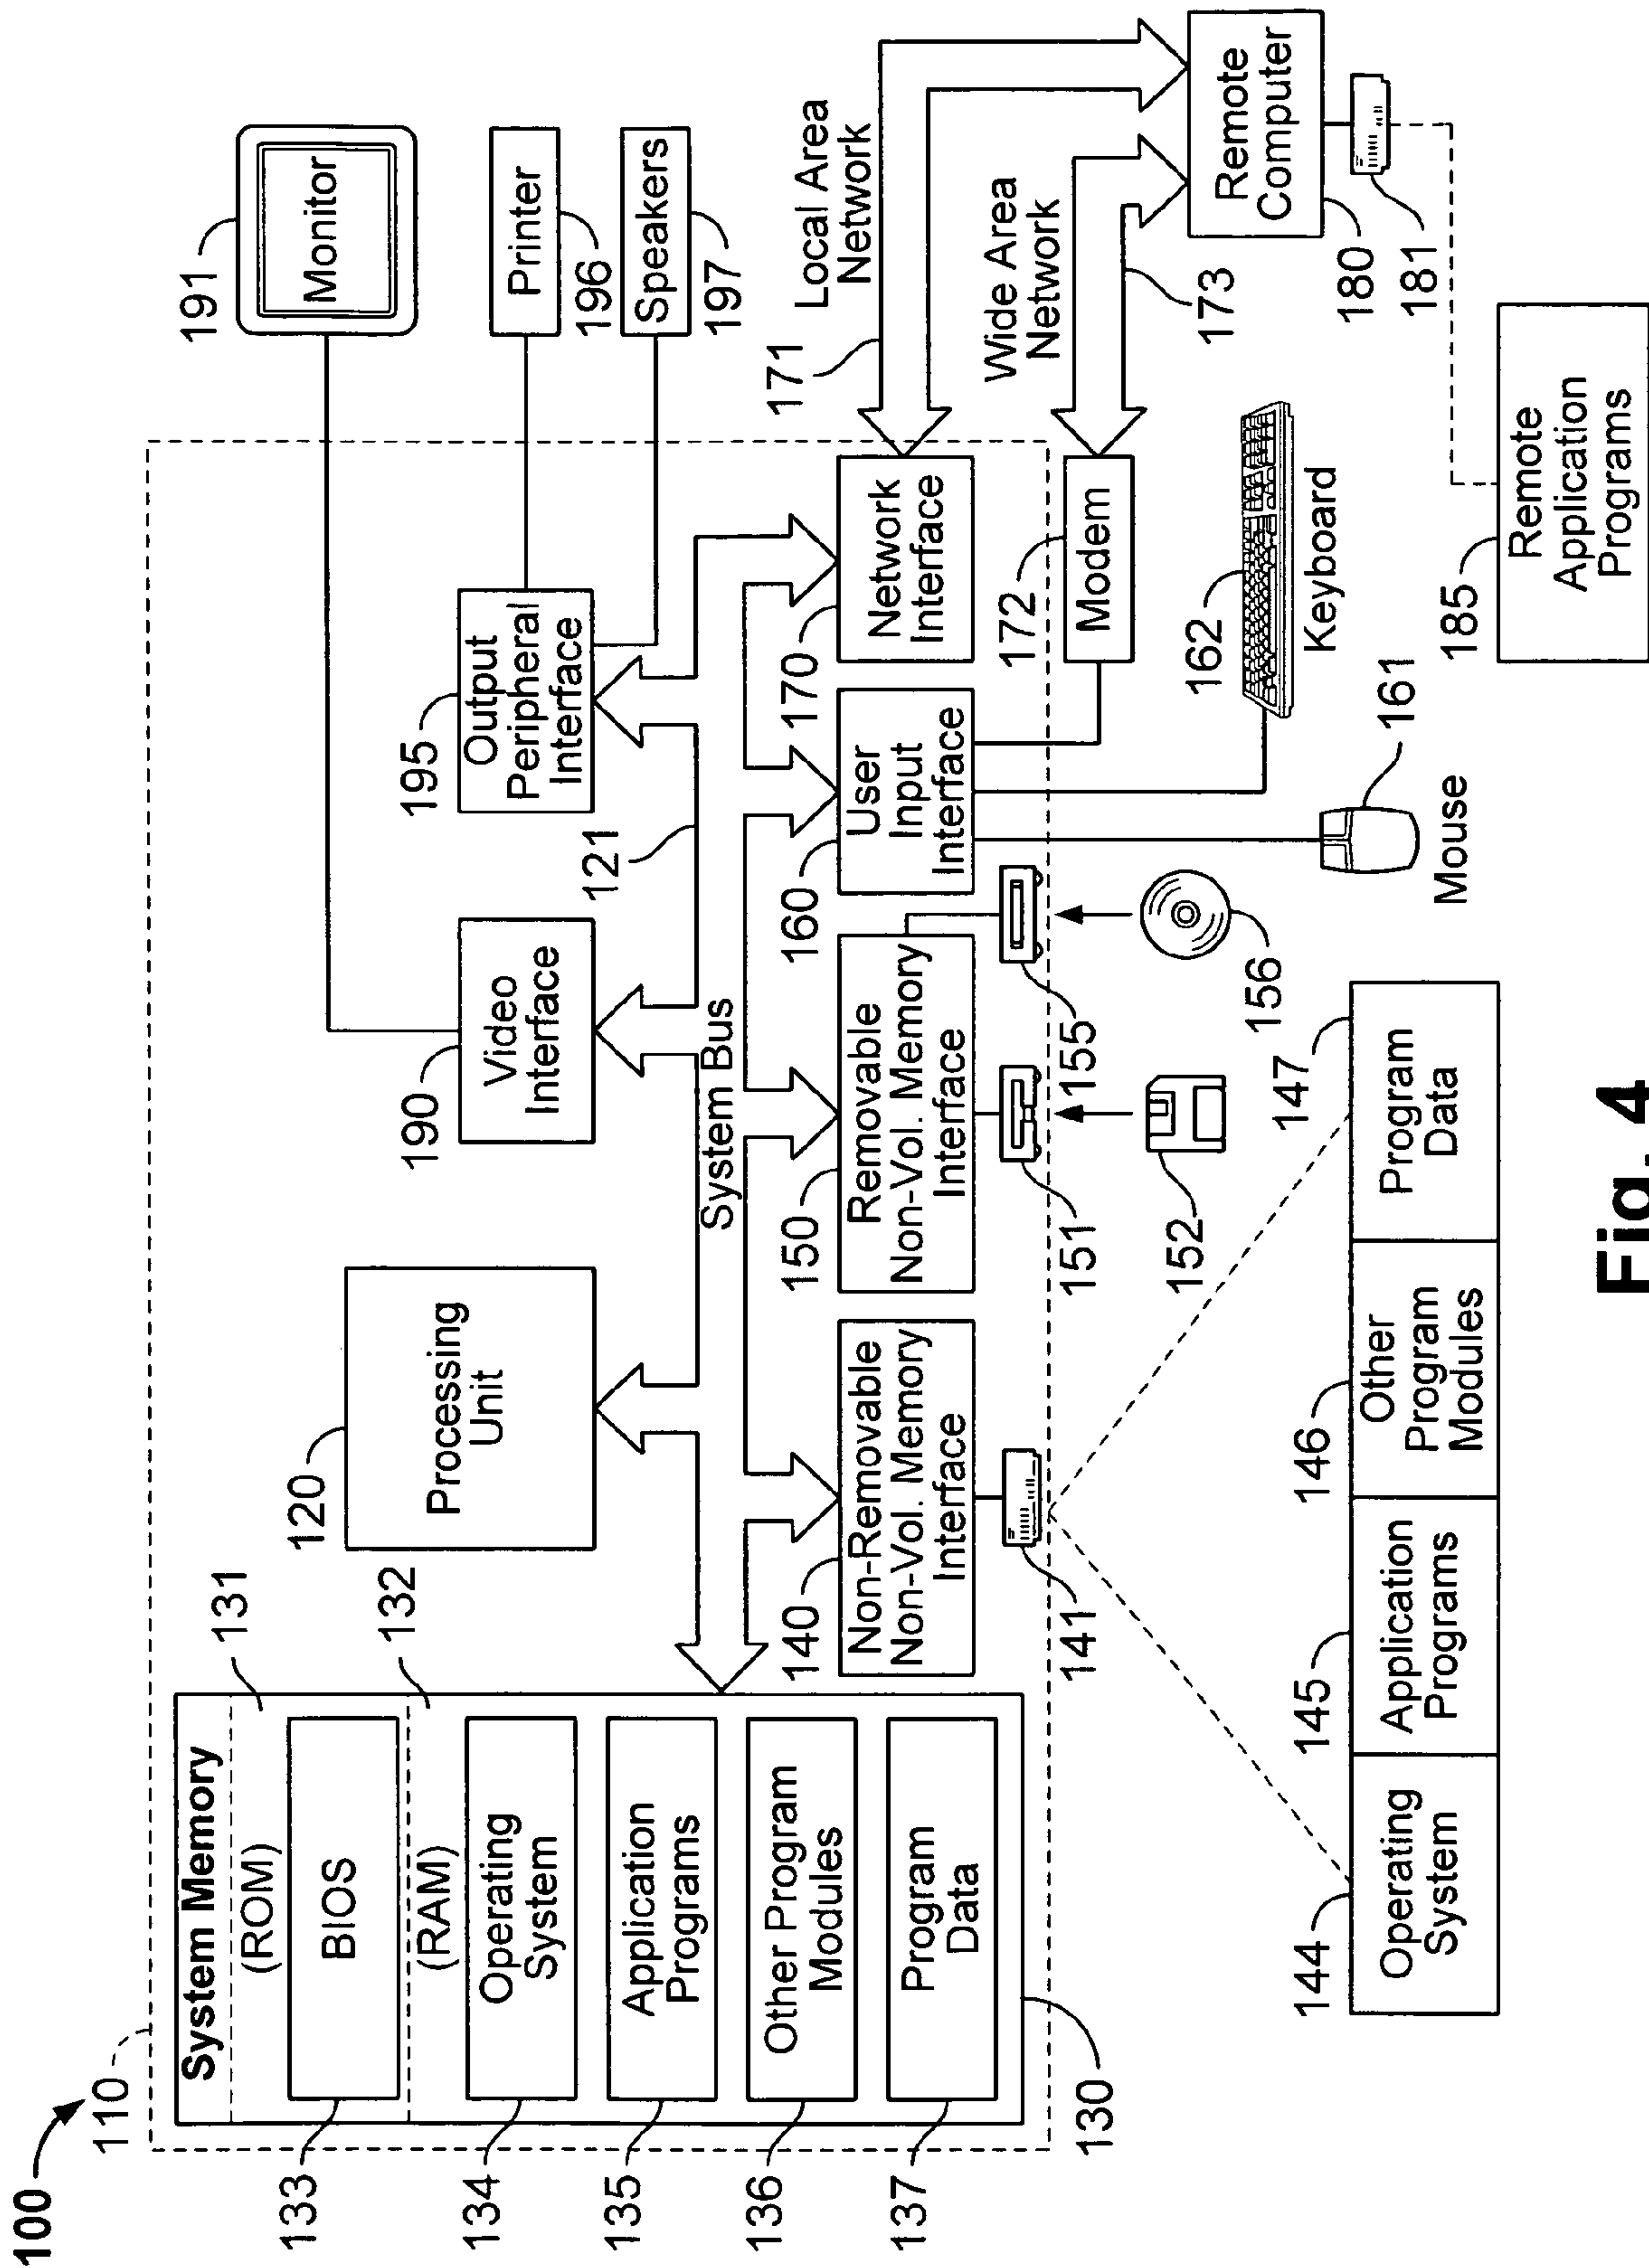 100
110
System Memory
(ROM)
131
BIOS
133
(RAM)
132
Operating
System
134
Application
Programs
135
Other Program
Modules
136
Program
Data
137
130
120
Processing
Unit
190
Video
Interface
195
Output
Peripheral
Interface
191
Monitor
Printer
196
Speakers
197
121
System Bus
140
Non-Removable
Non-Vol. Memory
Interface
141
150
Removable
Non-Vol. Memory
Interface
151
155
152
156
160
User
Input
Interface
170
Network
Interface
171
Local Area
Network
172
Modem
Wide Area
Network
173
Remote
Computer
180
181
162
Keyboard
161
Mouse
185
Remote
Application
Programs
144
Operating
System
145
Application
Programs
146
Other
Program
Modules
147
Program
Data
Fig. 4